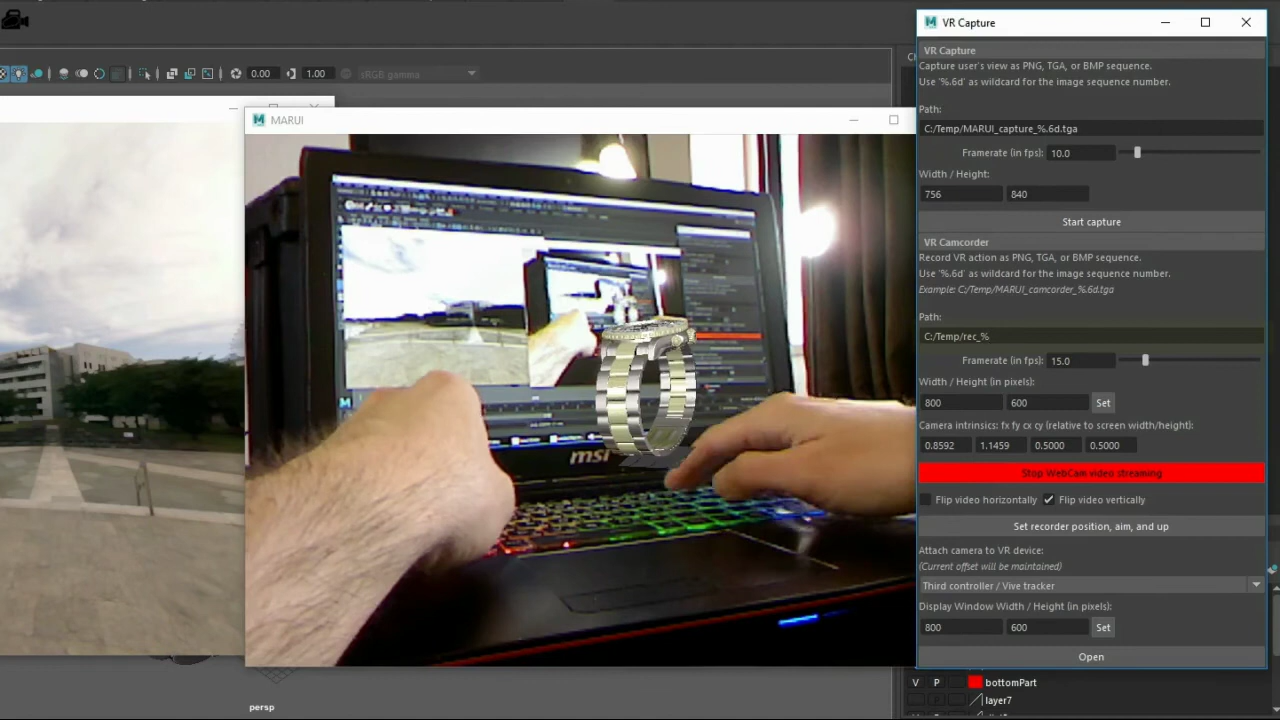 VR Capture
0.00
1.00
sRGB gamma
MARUI
VR Capture
Capture user's view as PNG, TGA, or BMP sequence.
Use '%.6d' as wildcard for the image sequence number.
Path:
C:/Temp/MARUI_capture_%.6d.tga
Framerate (in fps): 10.0
Width / Height:
756 840
Start capture
VR Camcorder
Record VR action as PNG, TGA, or BMP sequence.
Use '%.6d' as wildcard for the image sequence number.
Example: C:/Temp/MARUI_camcorder_%.6d.tga
Path:
C:/Temp/rec_%
Framerate (in fps): 15.0
Width / Height (in pixels):
800 600 Set
Camera intrinsics: fx fy cx cy (relative to screen width/height):
0.8592 1.1459 0.5000 0.5000
Stop WebCam video streaming
Flip video horizontally Flip video vertically
Set recorder position, aim, and up
Attach camera to VR device:
(Current offset will be maintained)
Third controller / Vive tracker
Display Window Width / Height (in pixels):
800 600 Set
Open
msi
V P bottomPart
layer7
persp